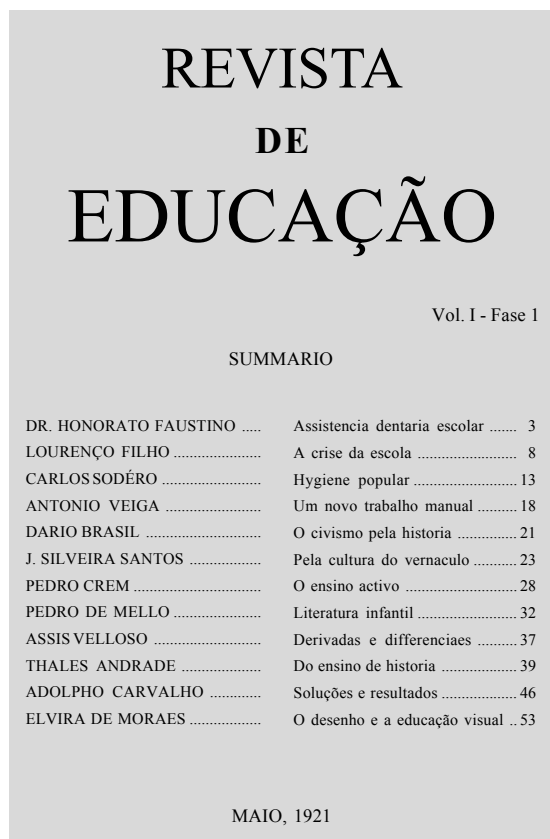 REVISTA
DE
EDUCAÇÃO
Vol. I - Fase 1
SUMMARIO
DR. HONORATO FAUSTINO ..... Assistencia dentaria escolar ....... 3
LOURENÇO FILHO ...................... A crise da escola ......................... 8
CARLOS SODÉRO ......................... Hygiene popular ......................... 13
ANTONIO VEIGA ........................ Um novo trabalho manual .......... 18
DARIO BRASIL ............................. O civismo pela historia ............... 21
J. SILVEIRA SANTOS .................. Pela cultura do vernaculo ........... 23
PEDRO CREM ................................ O ensino activo ............................ 28
PEDRO DE MELLO ...................... Literatura infantil ......................... 32
ASSIS VELLOSO ........................... Derivadas e differenciaes .......... 37
THALES ANDRADE .................... Do ensino de historia .................. 39
ADOLPHO CARVALHO ............. Soluções e resultados ................... 46
ELVIRA DE MORAES .................. O desenho e a educação visual .. 53
MAIO, 1921